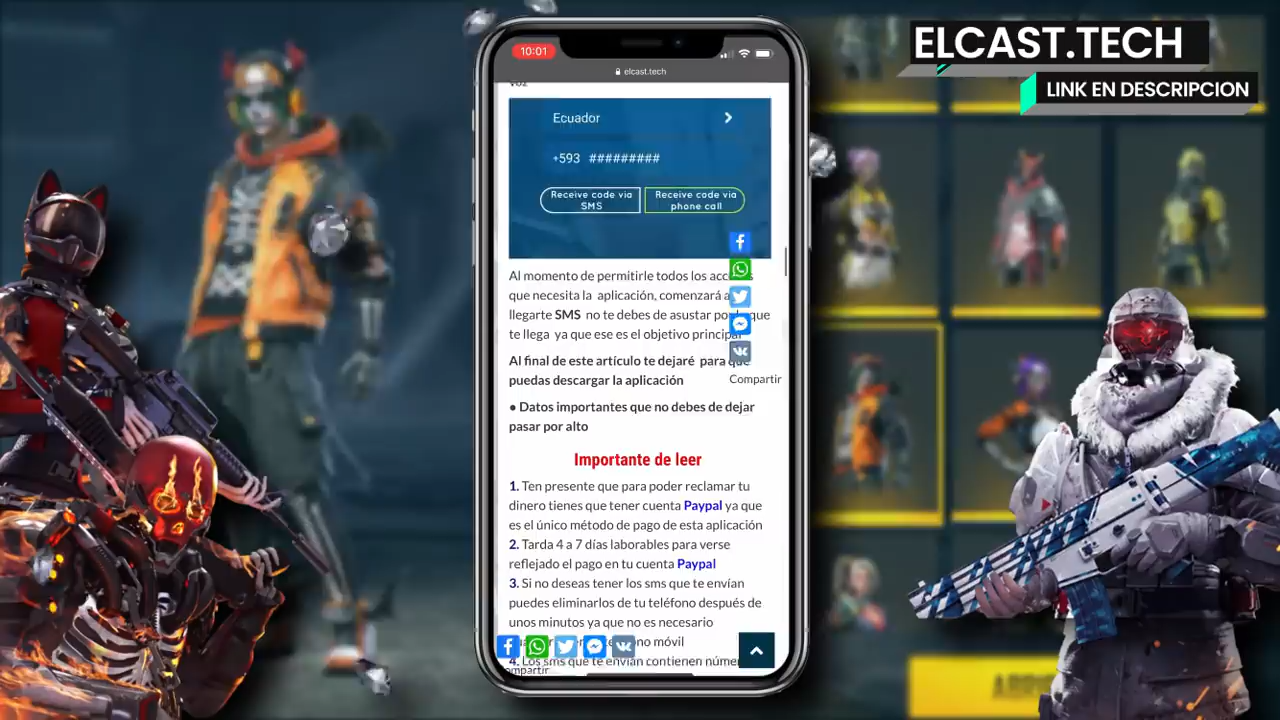 ELCAST.TECH
LINK EN DESCRIPCION
10:01
elcast.tech
voz
Ecuador
+593 #########
Receive code via SMS
Receive code via phone call
Al momento de permitirle todos los
que necesita la aplicación, comenzará a
llegarte SMS no te debes de asustar que
te llega ya que ese es el objetivo principal
Al final de este artículo te dejaré para que
puedas descargar la aplicación
Compartir
● Datos importantes que no debes de dejar
pasar por alto
Importante de leer
1. Ten presente que para poder reclamar tu
dinero tienes que tener cuenta Paypal ya que
es el único método de pago de esta aplicación
2. Tarda 4 a 7 días laborables para verse
reflejado el pago en tu cuenta Paypal
3. Si no deseas tener los sms que te envían
puedes eliminarlos de tu teléfono después de
unos minutos ya que no es necesario
móvil
4. Los sms que te envían contienen